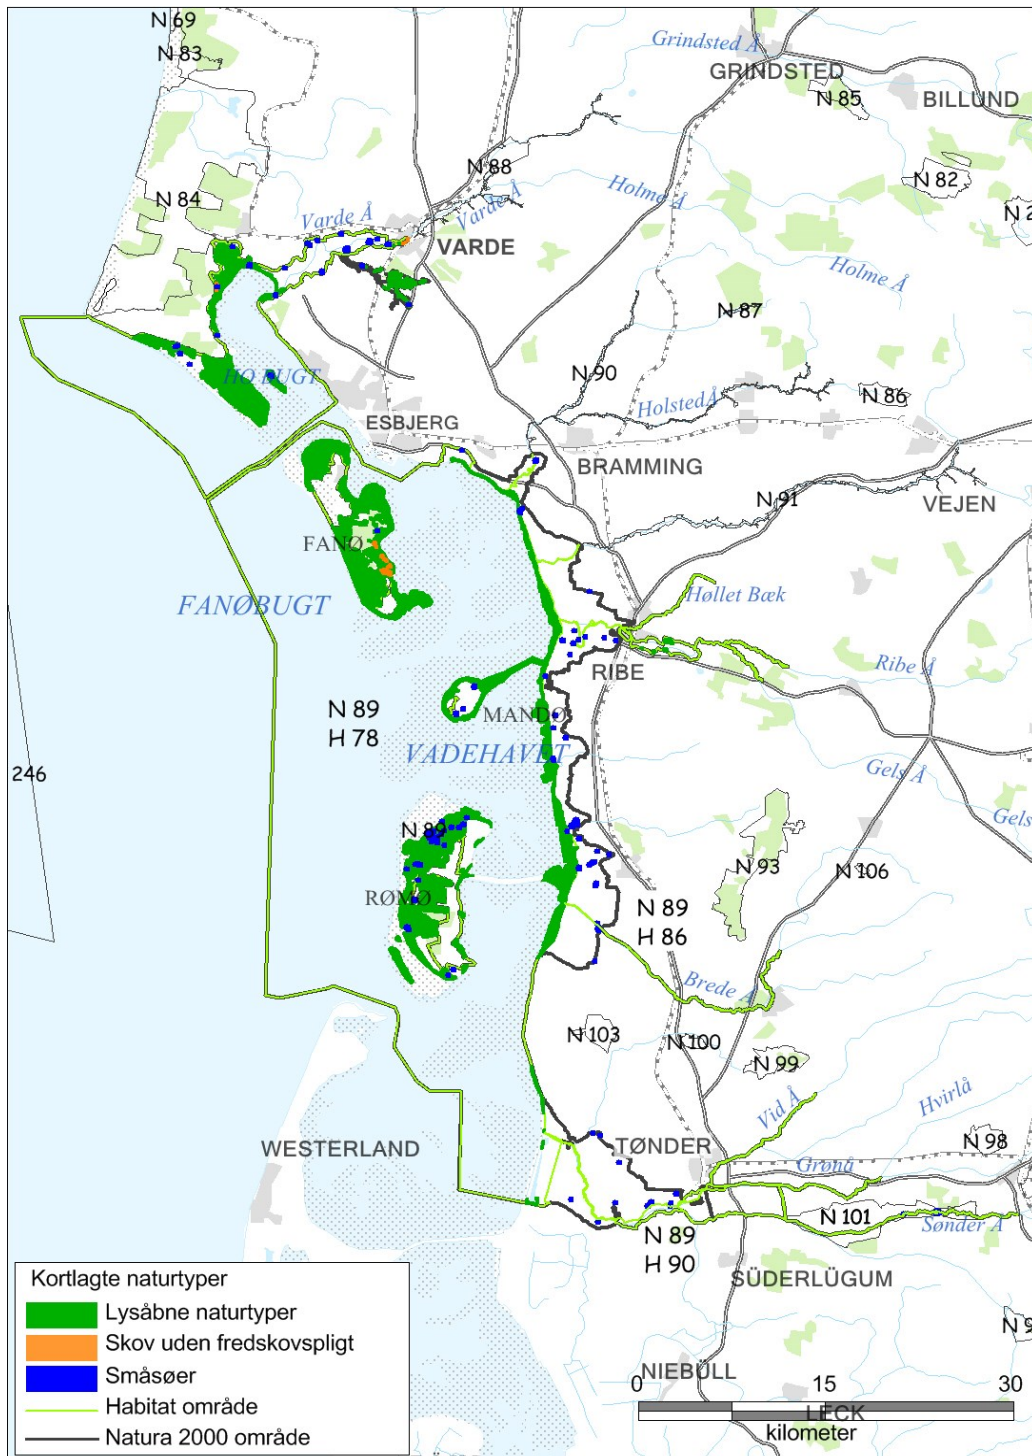 N 69
N 83
Grindsted Å
GRINDSTED
N 85
BILLUND
N 88
N 82
N 84
Varde Å
Varde Å
Holme Å
N 2
VARDE
Holme Å
N 87
HO BUGT
N 90
N 86
Holsted Å
ESBJERG
BRAMMING
N 91
VEJEN
FANØ
FANØBUGT
Høllet Bæk
RIBE
Ribe Å
N 89
H 78
MANDØ
VADEHAVET
246
Gels Å
Gels
N 89
N 93
N 106
RØMØ
N 89
H 86
Brede Å
N 103
N 100
N 99
Vid Å
Hvirlå
WESTERLAND
TØNDER
N 98
Grønå
N 101
Sønder Å
N 89
H 90
SÜDERLÜGUM
N 9
NIEBÜLL
0 15 30
LECK
kilometer
Kortlagte naturtyper
Lysåbne naturtyper
Skov uden fredskovspligt
Småsøer
Habitat område
Natura 2000 område